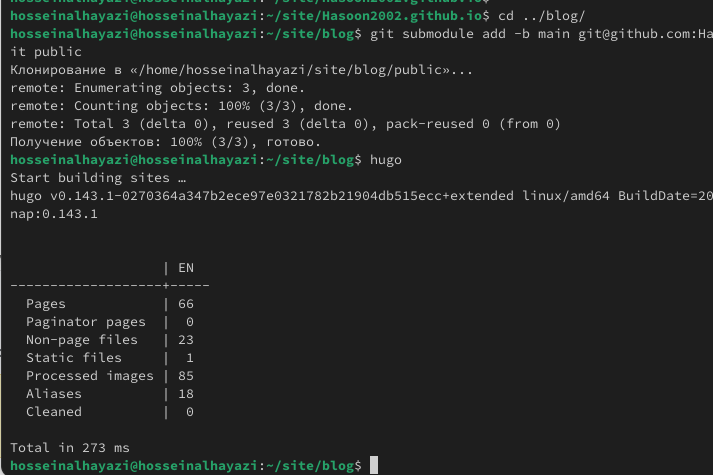 hosseinalhayazi@hosseinalhayazi:~/site/Hasoon2002.github.io$
hosseinalhayazi@hosseinalhayazi:~/site/Hasoon2002.github.io$ cd ../blog/
hosseinalhayazi@hosseinalhayazi:~/site/blog$ git submodule add -b main git@github.com:Ha
it public
Клонирование в «/home/hosseinalhayazi/site/blog/public»...
remote: Enumerating objects: 3, done.
remote: Counting objects: 100% (3/3), done.
remote: Total 3 (delta 0), reused 3 (delta 0), pack-reused 0 (from 0)
Получение объектов: 100% (3/3), готово.
hosseinalhayazi@hosseinalhayazi:~/site/blog$ hugo
Start building sites …
hugo v0.143.1-0270364a347b2ece97e0321782b21904db515ecc+extended linux/amd64 BuildDate=20
nap:0.143.1
| EN
-------------------+-----
Pages | 66
Paginator pages | 0
Non-page files | 23
Static files | 1
Processed images | 85
Aliases | 18
Cleaned | 0
Total in 273 ms
hosseinalhayazi@hosseinalhayazi:~/site/blog$